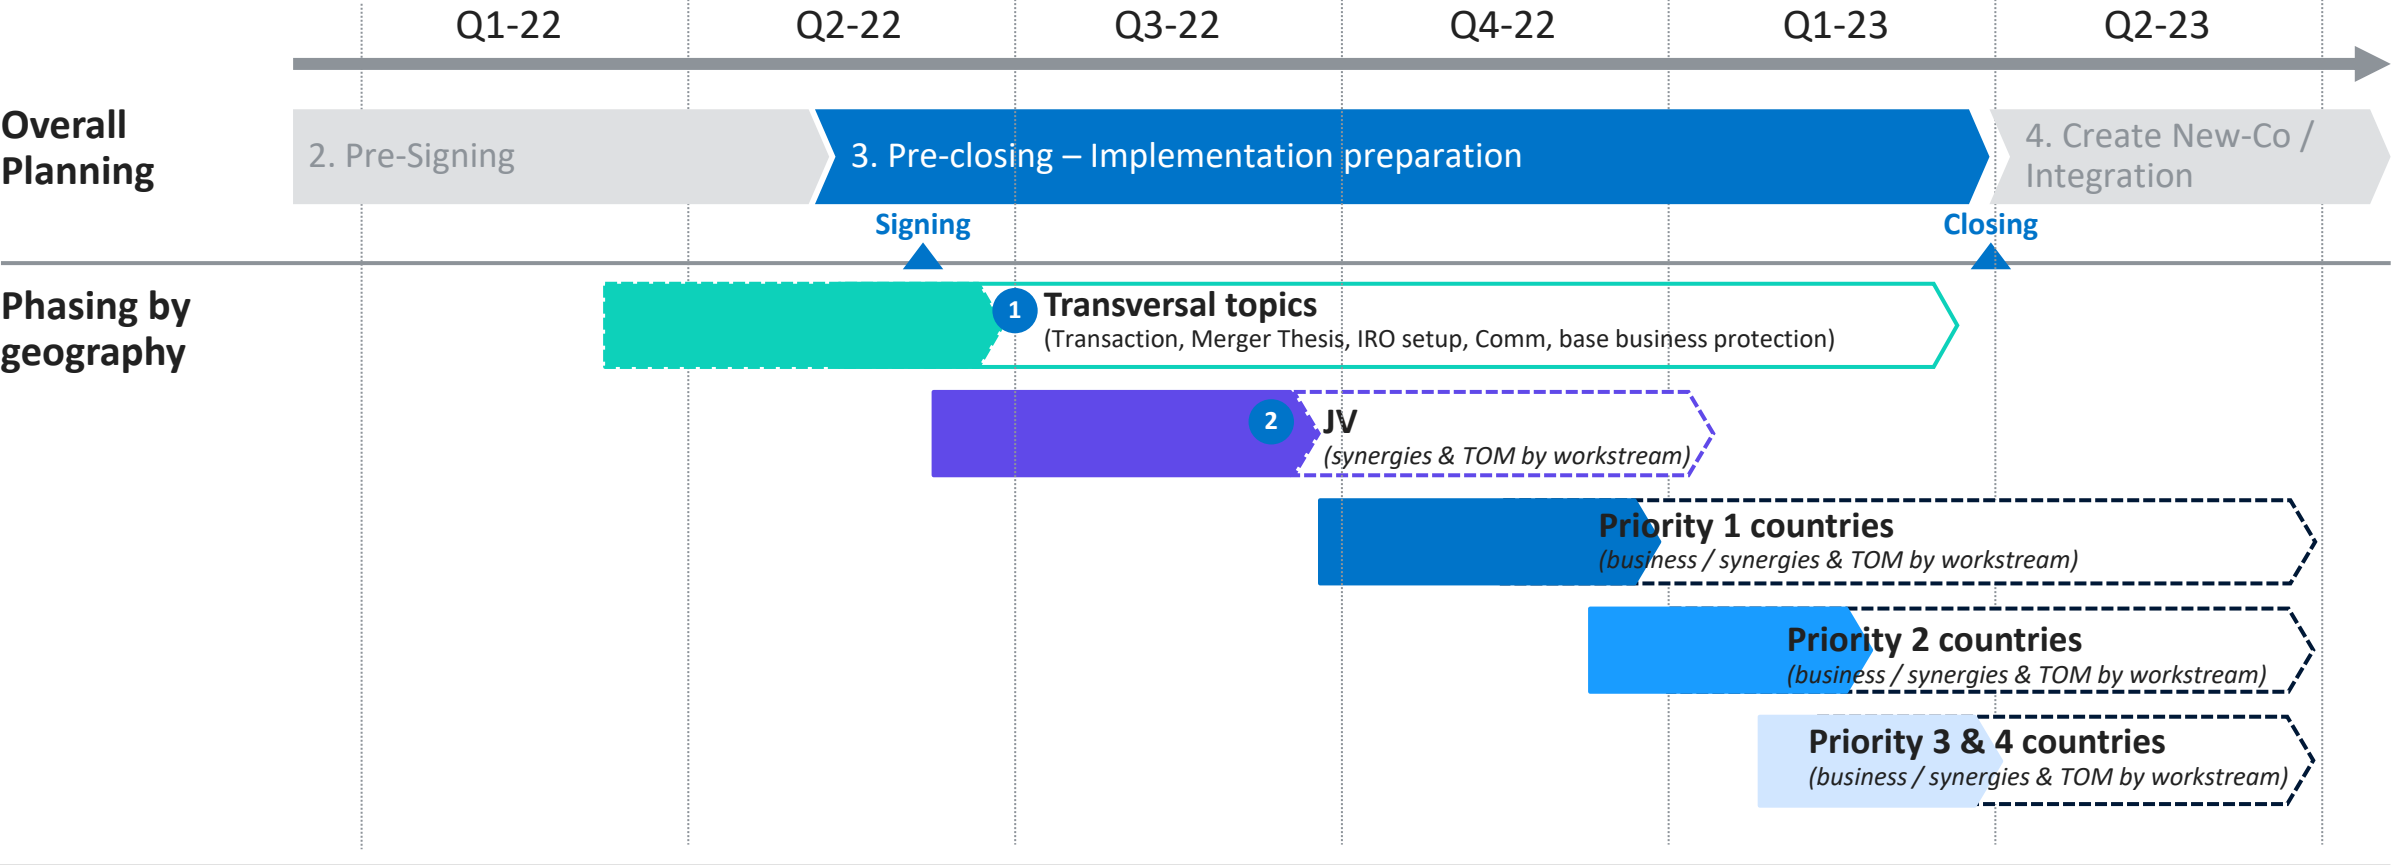 Q1-22 Q2-22 Q3-22 Q4-22 Q1-23 Q2-23
Overall
Planning
2. Pre-Signing
3. Pre-closing – Implementation preparation
4. Create New-Co /
Integration
Signing
Closing
Phasing by
geography
1
Transversal topics
(Transaction, Merger Thesis, IRO setup, Comm, base business protection)
2
JV
(synergies & TOM by workstream)
Priority 1 countries
(business / synergies & TOM by workstream)
Priority 2 countries
(business / synergies & TOM by workstream)
Priority 3 & 4 countries
(business / synergies & TOM by workstream)